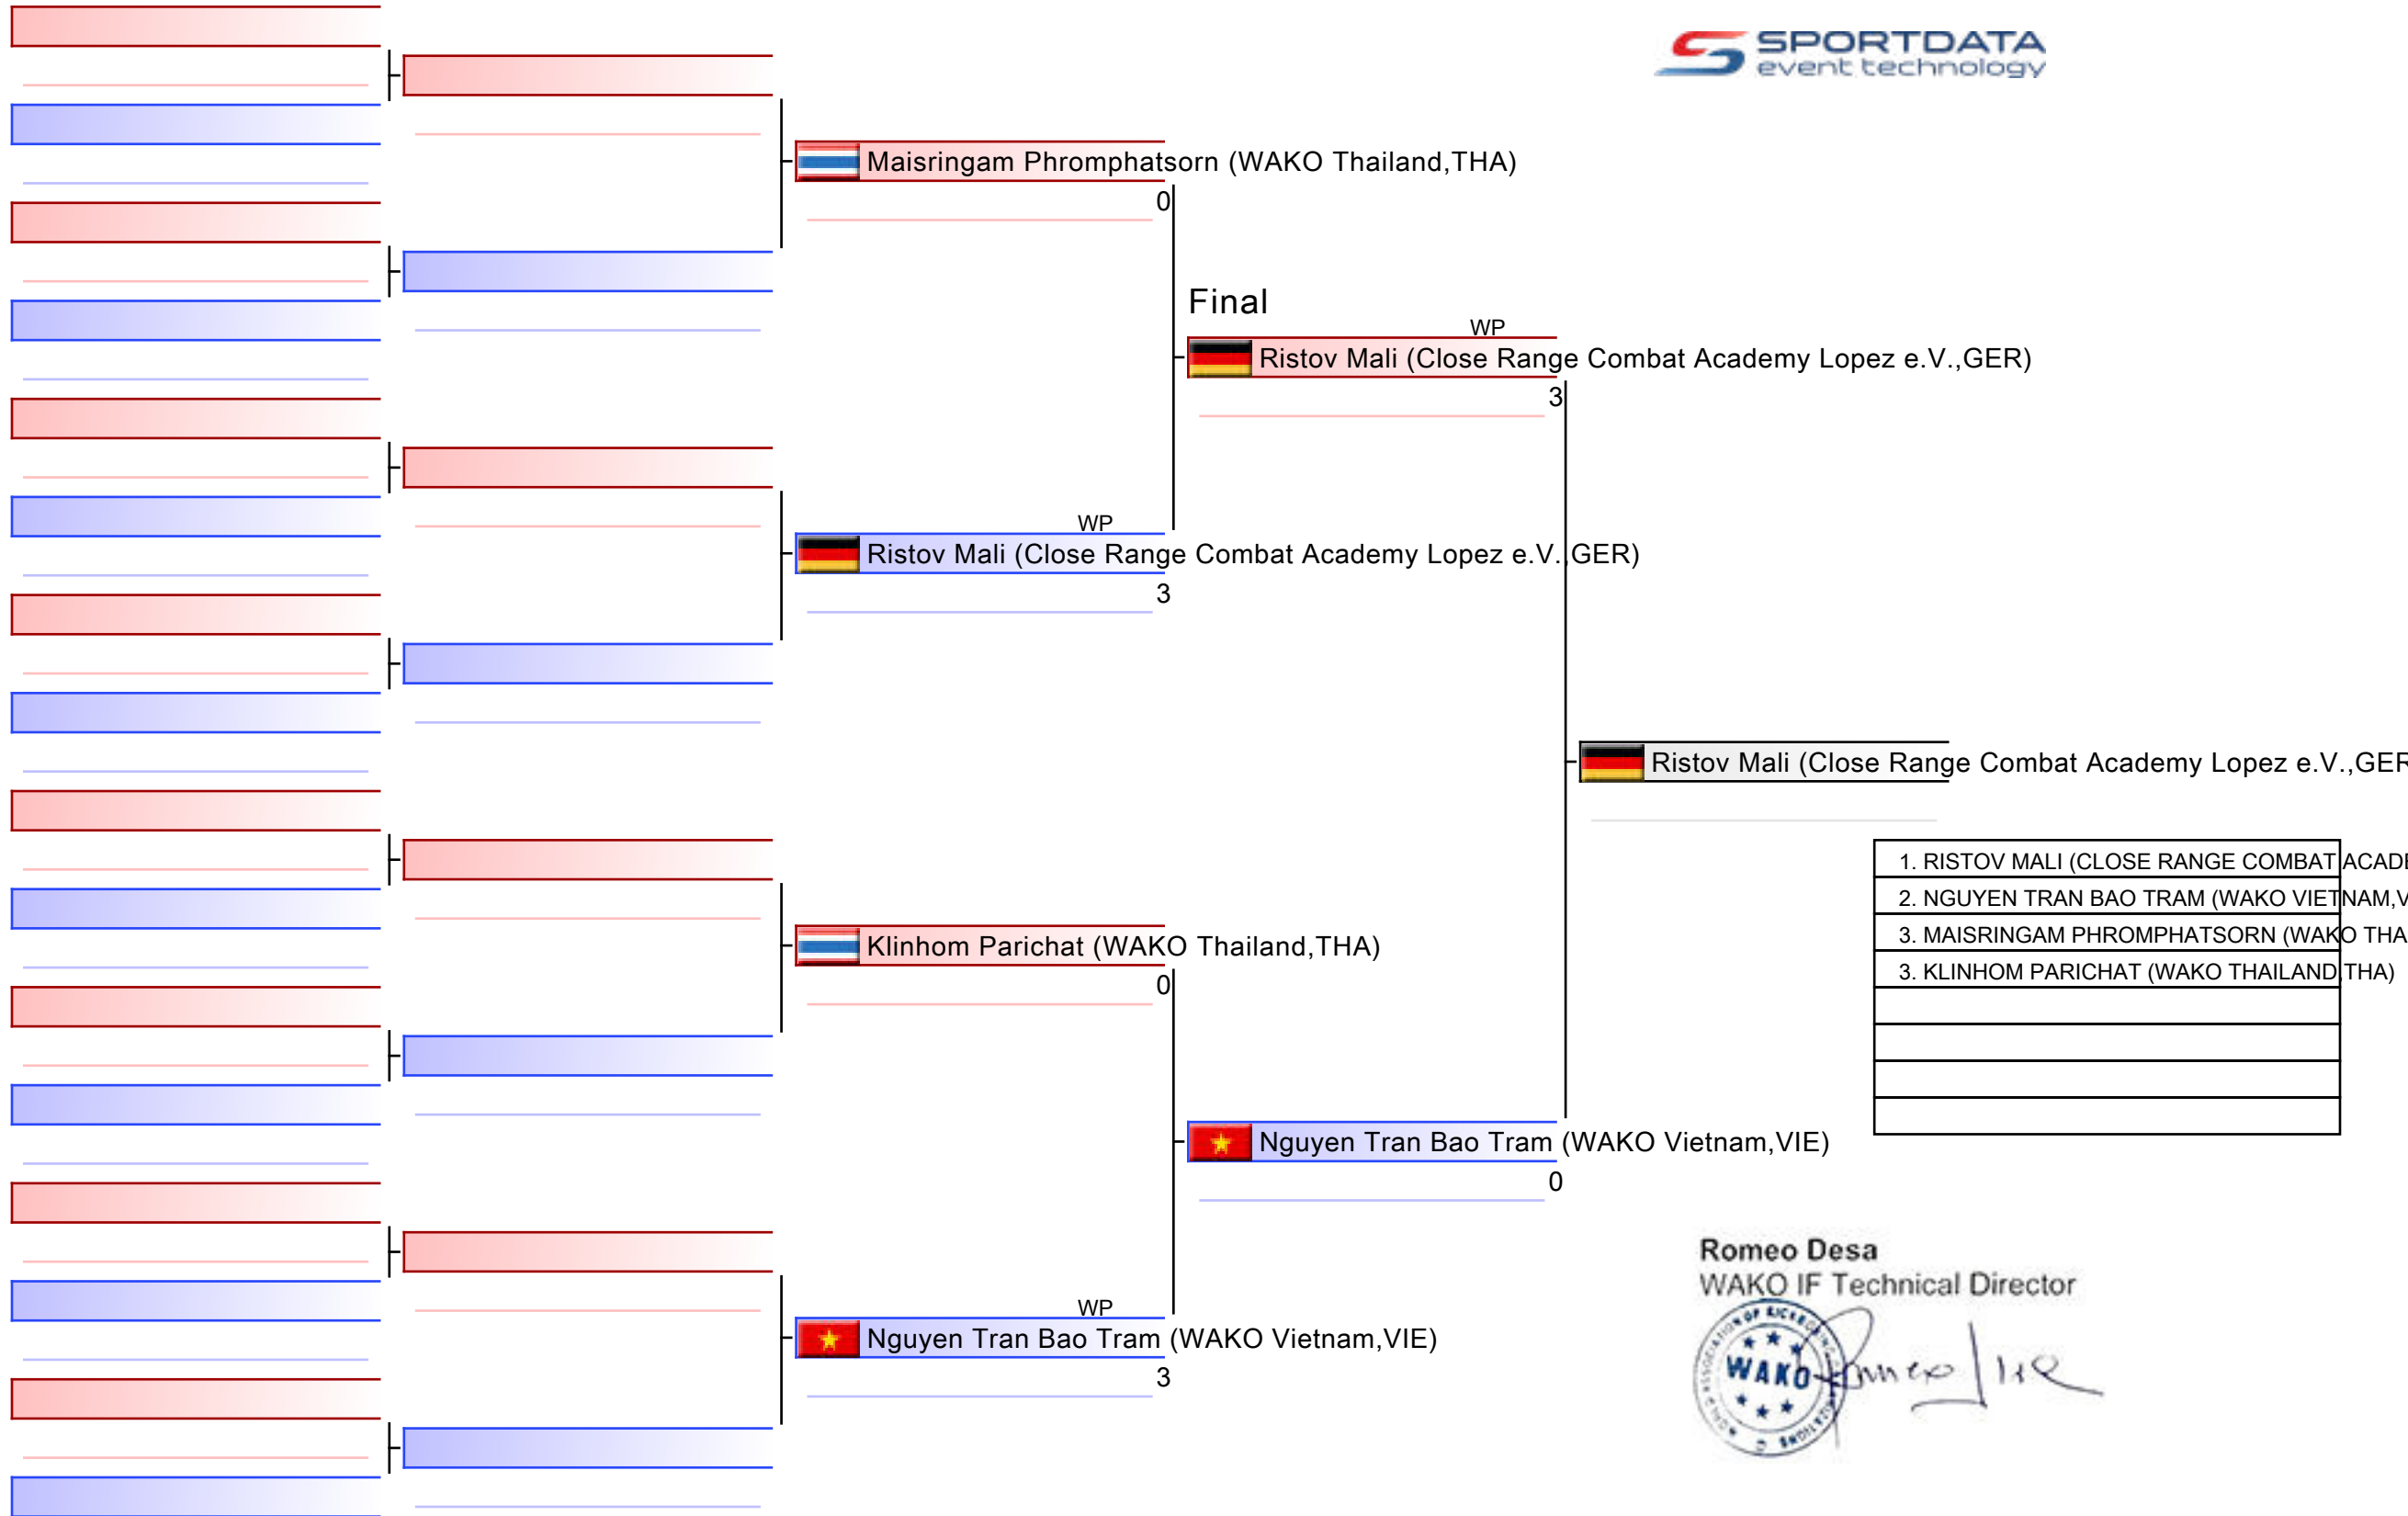 SPORTDATA
event technology
Maisringam Phromphatsorn (WAKO Thailand,THA)
0
Final
WP
Ristov Mali (Close Range Combat Academy Lopez e.V.,GER)
3
WP
Ristov Mali (Close Range Combat Academy Lopez e.V.,GER)
3
Ristov Mali (Close Range Combat Academy Lopez e.V.,GER
1. RISTOV MALI (CLOSE RANGE COMBAT ACADE
2. NGUYEN TRAN BAO TRAM (WAKO VIETNAM,V
3. MAISRINGAM PHROMPHATSORN (WAKO THA
3. KLINHOM PARICHAT (WAKO THAILAND,THA)
Klinhom Parichat (WAKO Thailand,THA)
0
Nguyen Tran Bao Tram (WAKO Vietnam,VIE)
0
WP
Nguyen Tran Bao Tram (WAKO Vietnam,VIE)
3
Romeo Desa
WAKO IF Technical Director
WAKO